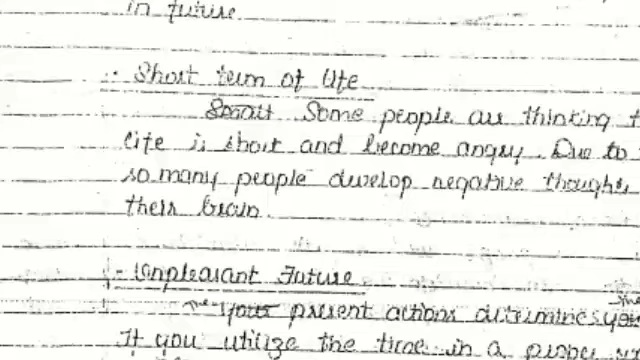 in future
- Short term of life
Some people are thinking
life is short and become angry. Due to
so many people develop negative thoughts
their brain.
- Unpleasant Future
Your present actions determines you
If you utilize the time in a proper